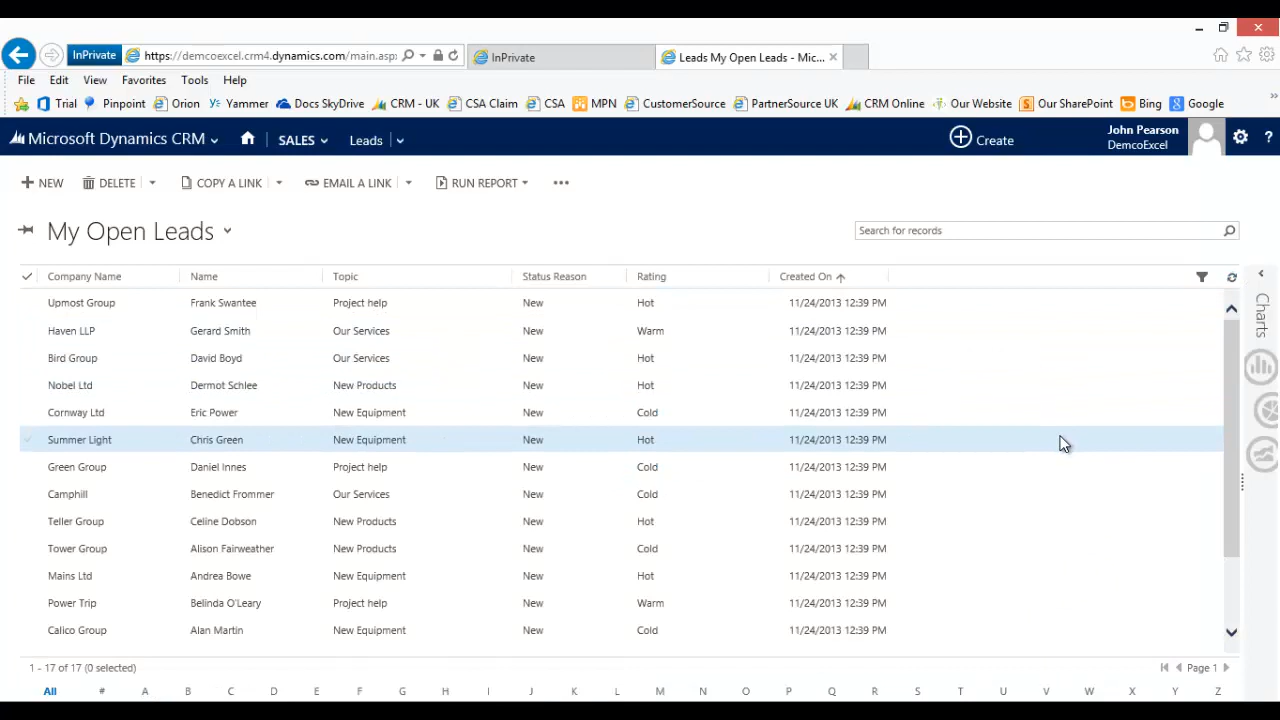 InPrivate https://demcoexcel.crm4.dynamics.com/main.asp InPrivate Leads My Open Leads - Mic...
File Edit View Favorites Tools Help
Trial Pinpoint Orion Yammer Docs SkyDrive CRM - UK CSA Claim CSA MPN CustomerSource PartnerSource UK CRM Online Our Website Our SharePoint Bing Google
Microsoft Dynamics CRM SALES Leads Create John Pearson
DemcoExcel ?
NEW DELETE COPY A LINK EMAIL A LINK RUN REPORT ...
My Open Leads Search for records
Company Name Name Topic Status Reason Rating Created On
Upmost Group Frank Swantee Project help New Hot 11/24/2013 12:39 PM
Haven LLP Gerard Smith Our Services New Warm 11/24/2013 12:39 PM
Bird Group David Boyd Our Services New Hot 11/24/2013 12:39 PM
Nobel Ltd Dermot Schlee New Products New Hot 11/24/2013 12:39 PM
Cornway Ltd Eric Power New Equipment New Cold 11/24/2013 12:39 PM
Summer Light Chris Green New Equipment New Hot 11/24/2013 12:39 PM
Green Group Daniel Innes Project help New Cold 11/24/2013 12:39 PM
Camphill Benedict Frommer Our Services New Cold 11/24/2013 12:39 PM
Teller Group Celine Dobson New Products New Hot 11/24/2013 12:39 PM
Tower Group Alison Fairweather New Products New Cold 11/24/2013 12:39 PM
Mains Ltd Andrea Bowe New Equipment New Hot 11/24/2013 12:39 PM
Power Trip Belinda O'Leary Project help New Warm 11/24/2013 12:39 PM
Calico Group Alan Martin New Equipment New Cold 11/24/2013 12:39 PM
Charts
1 - 17 of 17 (0 selected) Page 1
All # A B C D E F G H I J K L M N O P Q R S T U V W X Y Z